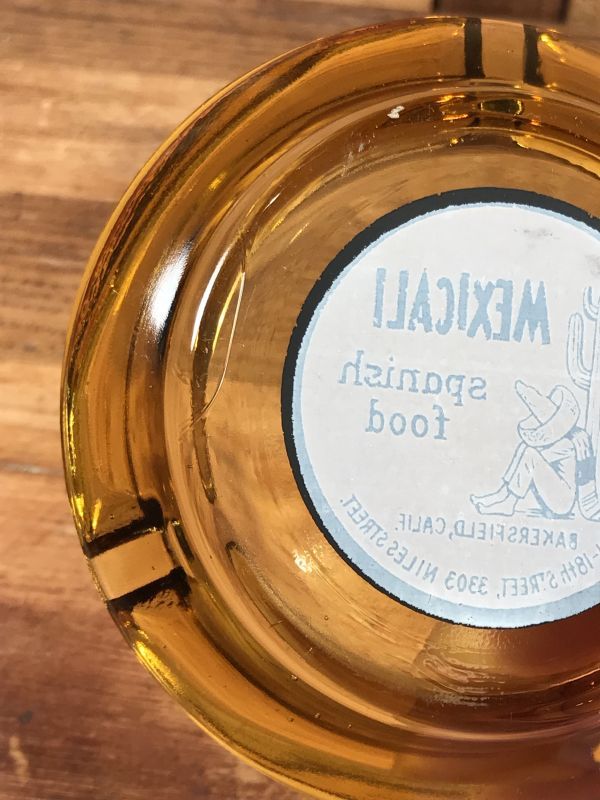 MEXICALI
spanish
food
BAKERSFIELD, CALIF.
18th STREET, 3303 NILES STREET,